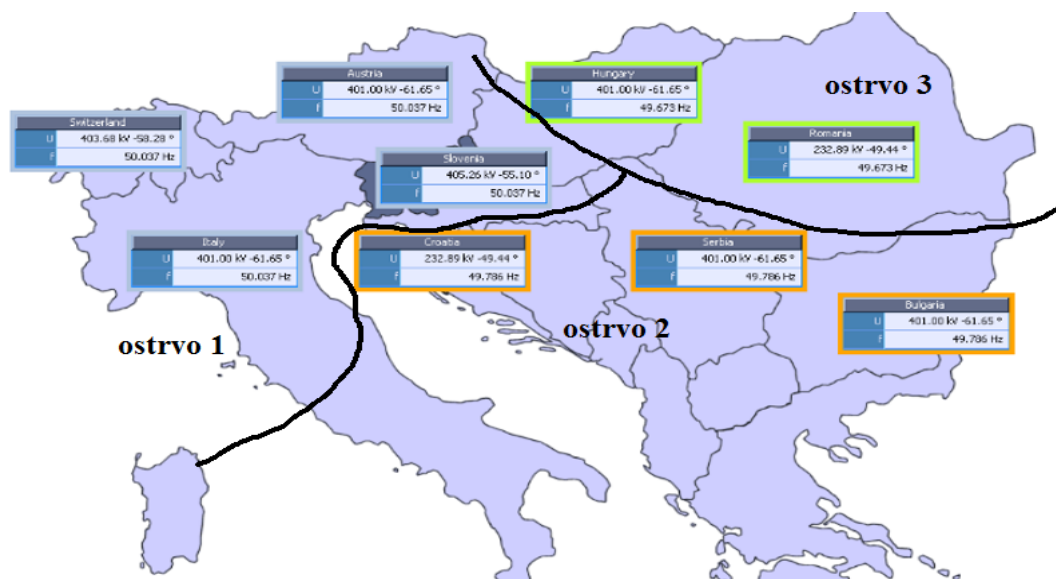 Austria
U 401.00 kV -61.65 °
f 50.037 Hz
Hungary
U 401.00 kV -61.65 °
f 49.673 Hz
ostrvo 3
Switzerland
U 403.68 kV -58.28 °
f 50.037 Hz
Romania
U 232.89 kV -49.44 °
f 49.673 Hz
Slovenia
U 405.26 kV -55.10 °
f 50.037 Hz
Italy
U 401.00 kV -61.65 °
f 50.037 Hz
Croatia
U 232.89 kV -49.44 °
f 49.786 Hz
Serbia
U 401.00 kV -61.65 °
f 49.786 Hz
Bulgaria
U 401.00 kV -61.65 °
f 49.786 Hz
ostrvo 1
ostrvo 2